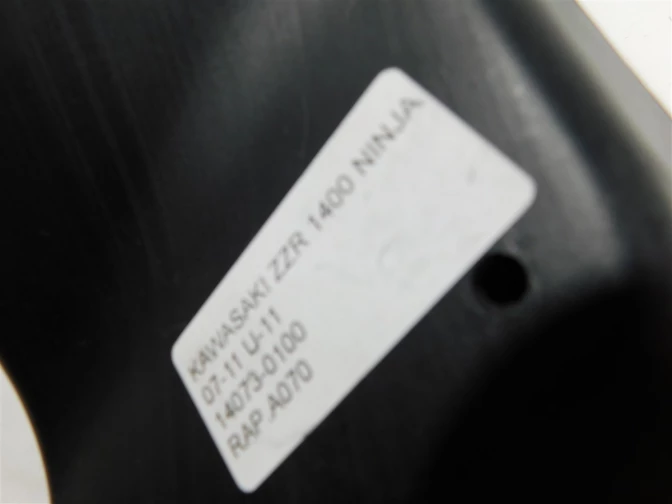 KAWASAKI ZZR 1400 NINJA
07-11 U-11
14073-0100
RAP.A070